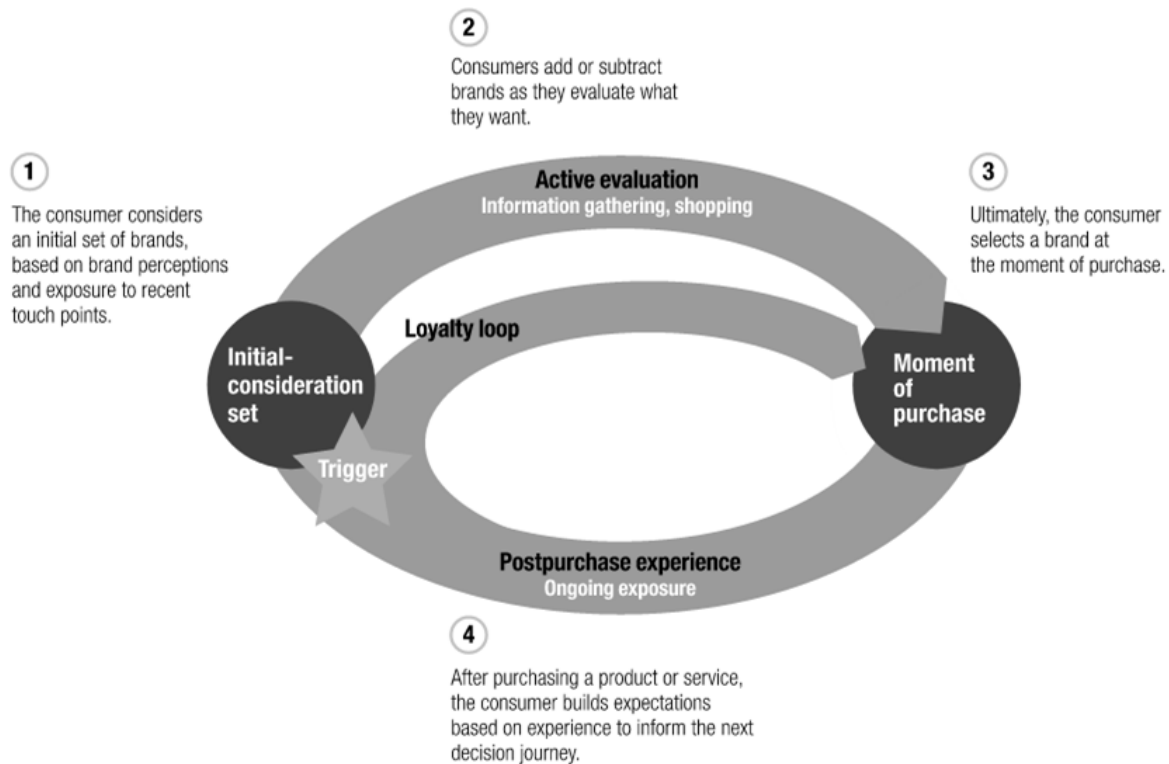 1
The consumer considers
an initial set of brands,
based on brand perceptions
and exposure to recent
touch points.
2
Consumers add or subtract
brands as they evaluate what
they want.
3
Ultimately, the consumer
selects a brand at
the moment of purchase.
Active evaluation
Information gathering, shopping
Loyalty loop
Initial-
consideration
set
Trigger
Moment
of
purchase
Postpurchase experience
Ongoing exposure
4
After purchasing a product or service,
the consumer builds expectations
based on experience to inform the next
decision journey.